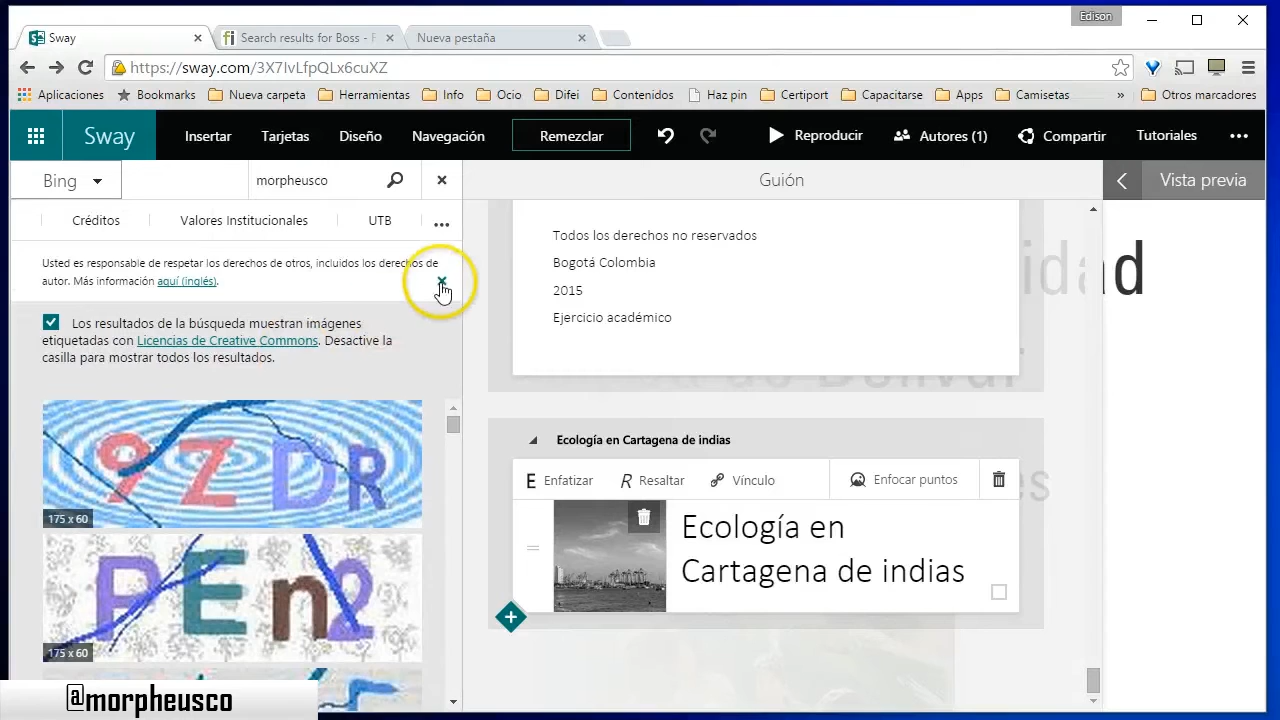 Edison
Sway
Search results for Boss - F
Nueva pestaña
https://sway.com/3X7IvLfpQLx6cuXZ
Aplicaciones
Bookmarks
Nueva carpeta
Herramientas
Info
Ocio
Difei
Contenidos
Haz pin
Certiport
Capacitarse
Apps
Camisetas
»
Otros marcadores
Sway
Insertar
Tarjetas
Diseño
Navegación
Remezclar
Reproducir
Autores (1)
Compartir
Tutoriales
Bing
morpheusco
Guión
Vista previa
Créditos
Valores Institucionales
UTB
Usted es responsable de respetar los derechos de otros, incluidos los derechos de
autor. Más información aquí (inglés).
Los resultados de la búsqueda muestran imágenes
etiquetadas con Licencias de Creative Commons. Desactive la
casilla para mostrar todos los resultados.
9ZDR
175 x 60
PEn2
175 x 60
Todos los derechos no reservados
Bogotá Colombia
2015
Ejercicio académico
idad
Bolívar
es
Ecología en Cartagena de indias
E Enfatizar
R Resaltar
Vínculo
Enfocar puntos
Ecología en
Cartagena de indias
@morpheusco